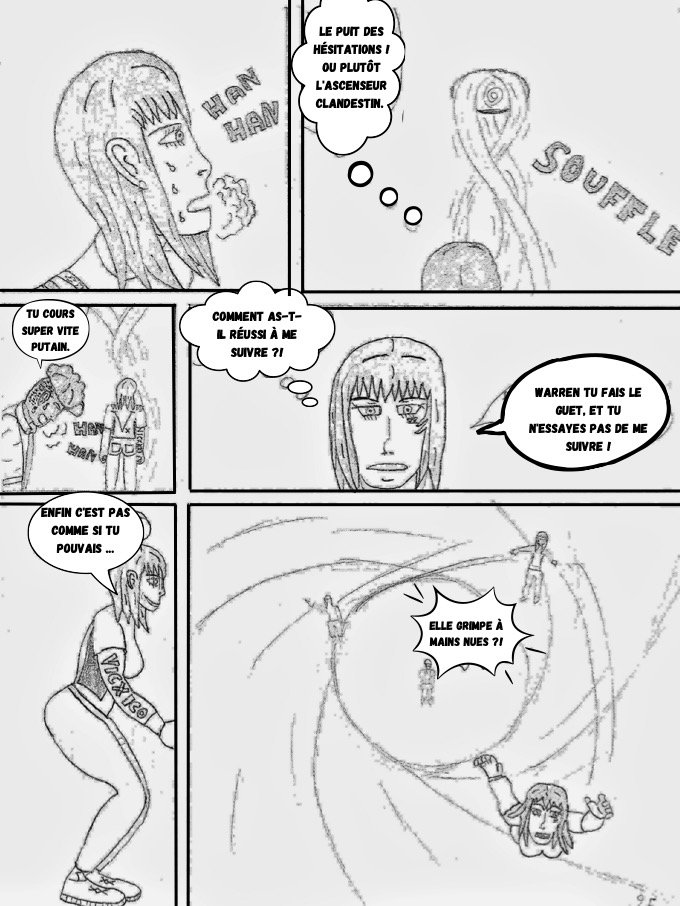 HAN
HAN
LE PUIT DES
HÉSITATIONS !
OU PLUTÔT
L'ASCENSEUR
CLANDESTIN.
SOUFFLE
TU COURS
SUPER VITE
PUTAIN.
HAN
HAN
COMMENT AS-T-
IL RÉUSSI À ME
SUIVRE ?!
WARREN TU FAIS LE
GUET, ET TU
N'ESSAYES PAS DE ME
SUIVRE !
ENFIN C'EST PAS
COMME SI TU
POUVAIS ...
VICXICO
ELLE GRIMPE À
MAINS NUES ?!